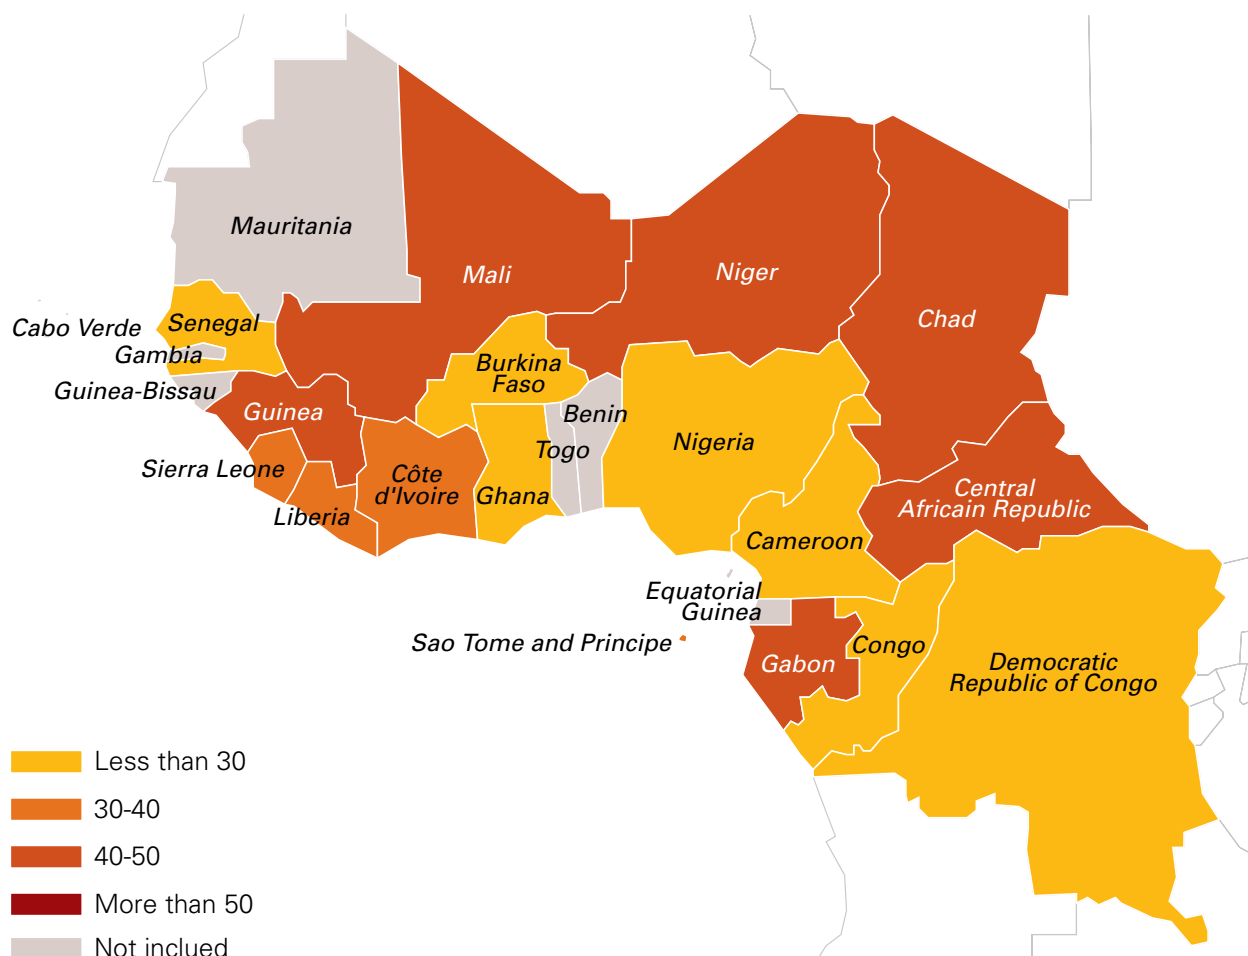 Mauritania
Mali
Niger
Chad
Cabo Verde
Senegal
Gambia
Guinea-Bissau
Burkina
Faso
Guinea
Benin
Nigeria
Togo
Sierra Leone
Côte
d'Ivoire
Ghana
Liberia
Central
Africain Republic
Cameroon
Equatorial
Guinea
Sao Tome and Principe
Gabon
Congo
Democratic
Republic of Congo
Less than 30
30-40
40-50
More than 50
Not inclued